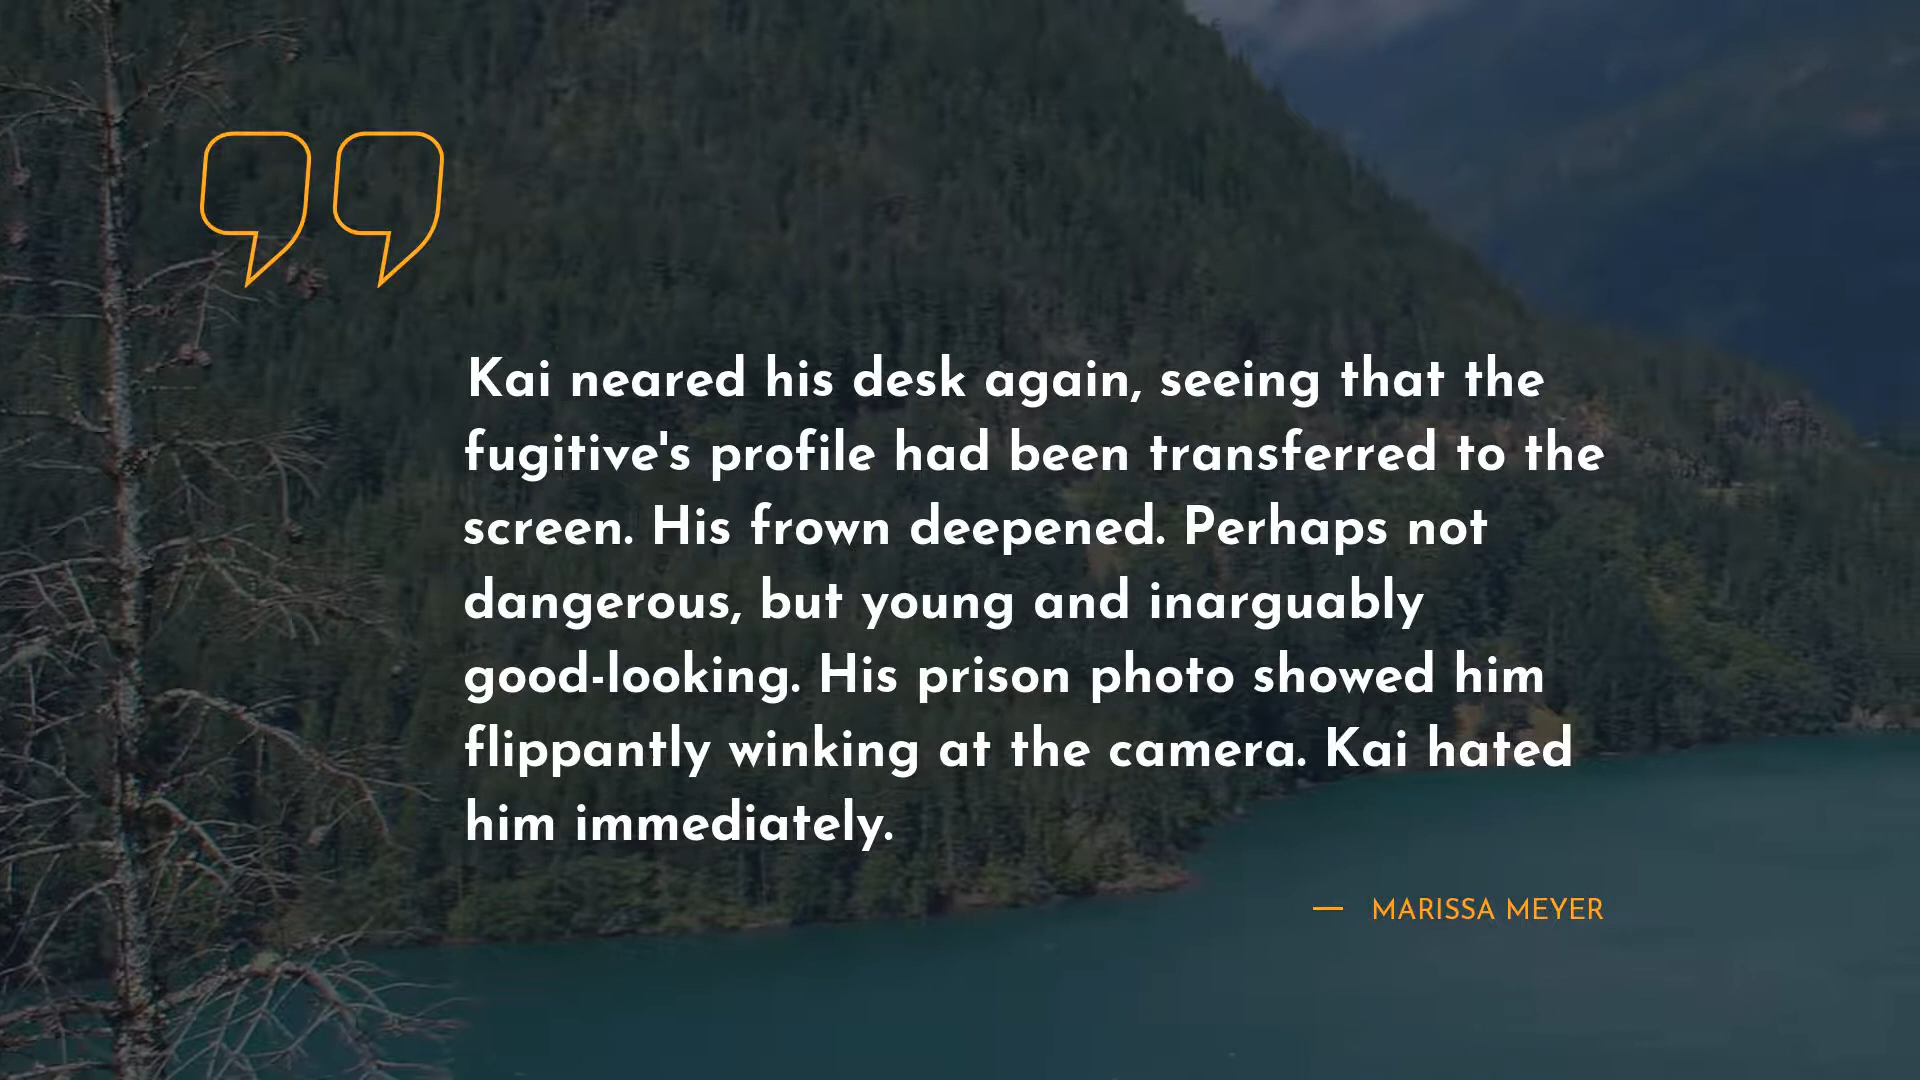 Kai neared his desk again, seeing that the
fugitive's profile had been transferred to the
screen. His frown deepened. Perhaps not
dangerous, but young and inarguably
good-looking. His prison photo showed him
flippantly winking at the camera. Kai hated
him immediately.
— MARISSA MEYER